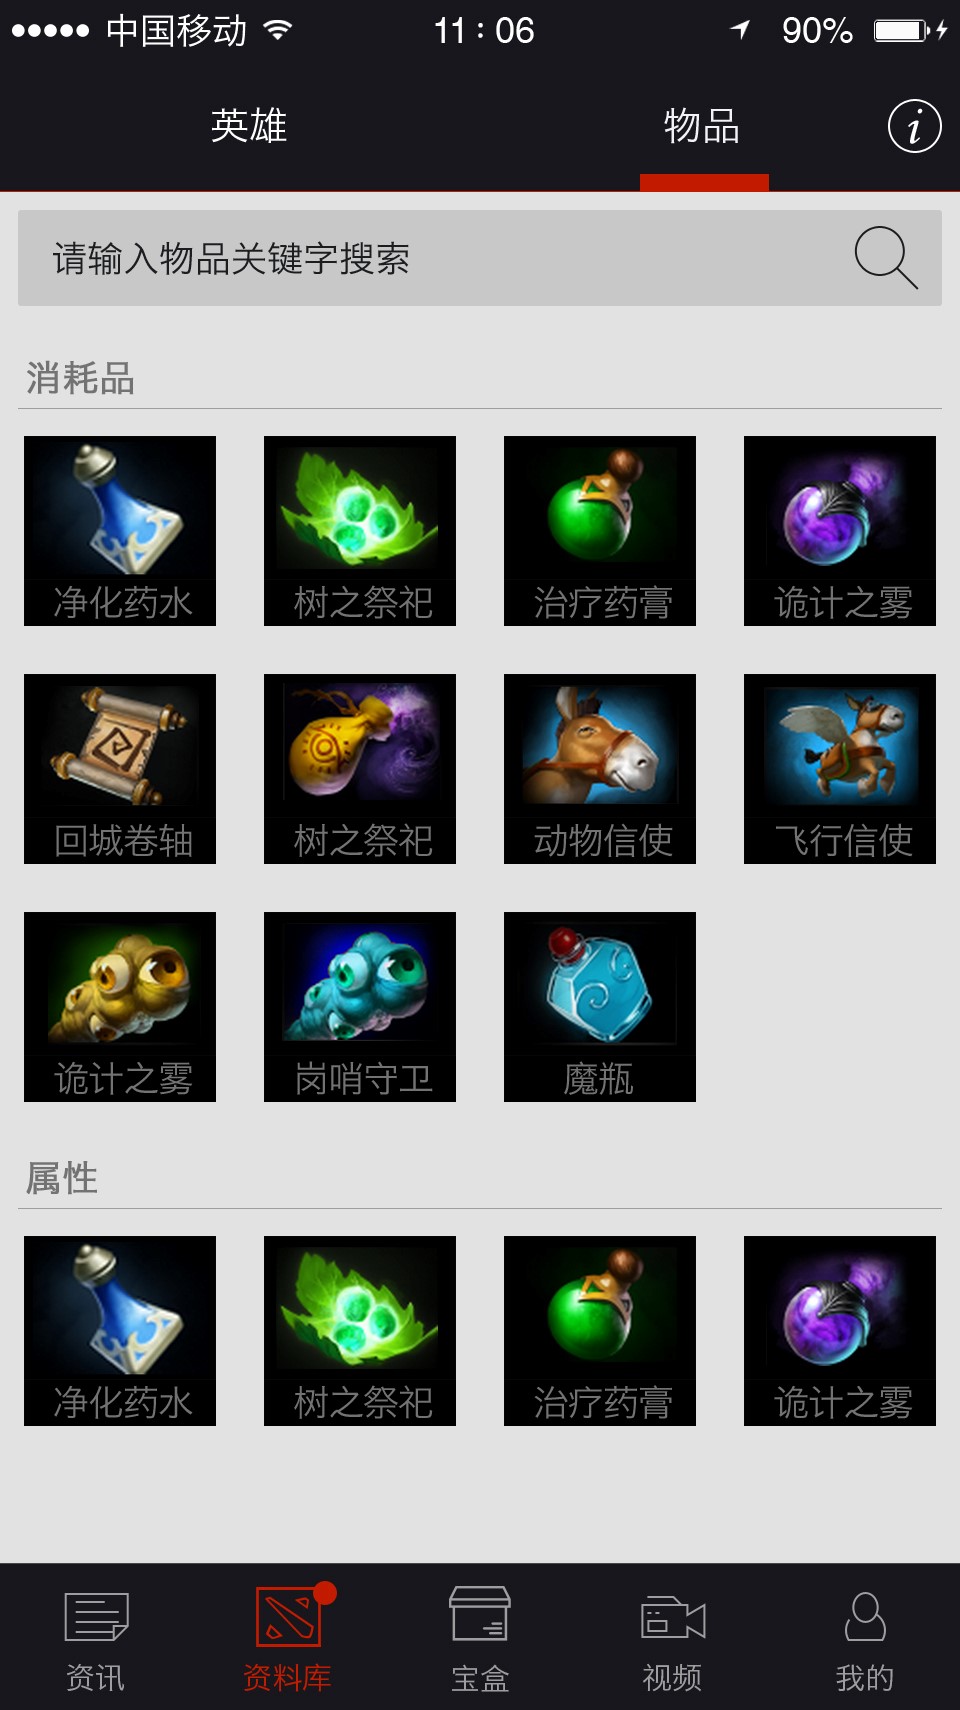 中国移动 11:06 90%
英雄 物品
请输入物品关键字搜索
消耗品
净化药水 树之祭祀 治疗药膏 诡计之雾
回城卷轴 树之祭祀 动物信使 飞行信使
诡计之雾 岗哨守卫 魔瓶
属性
净化药水 树之祭祀 治疗药膏 诡计之雾
资讯 资料库 宝盒 视频 我的